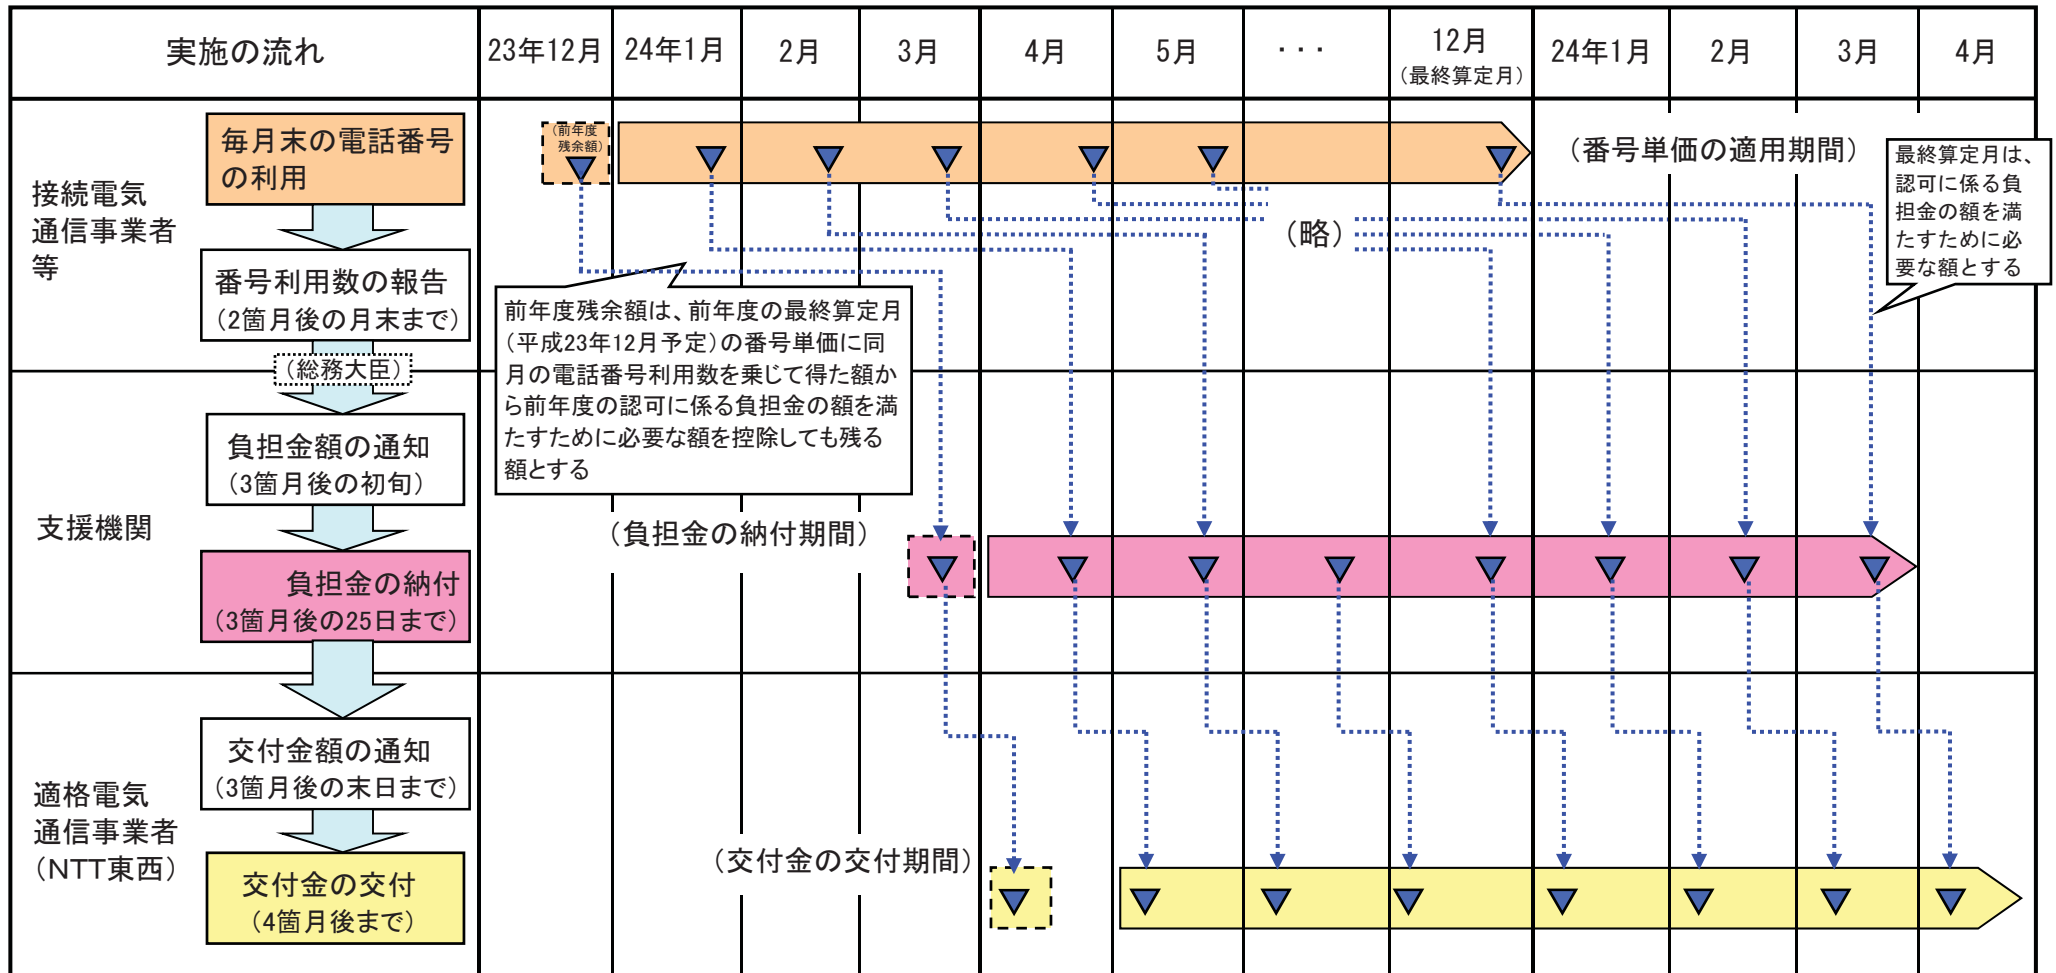 実施の流れ
23年12月
24年1月
2月
3月
4月
5月
・・・
12月
（最終算定月）
24年1月
2月
3月
4月
接続電気
通信事業者
等
毎月末の電話番号
の利用
番号利用数の報告
（2箇月後の月末まで）
（総務大臣）
（前年度
残余額）
（番号単価の適用期間）
（略）
最終算定月は、
認可に係る負
担金の額を満
たすために必
要な額とする
前年度残余額は、前年度の最終算定月
（平成23年12月予定）の番号単価に同
月の電話番号利用数を乗じて得た額か
ら前年度の認可に係る負担金の額を満
たすために必要な額を控除しても残る
額とする
支援機関
負担金額の通知
（3箇月後の初旬）
負担金の納付
（3箇月後の25日まで）
（負担金の納付期間）
適格電気
通信事業者
（NTT東西）
交付金額の通知
（3箇月後の末日まで）
交付金の交付
（4箇月後まで）
（交付金の交付期間）